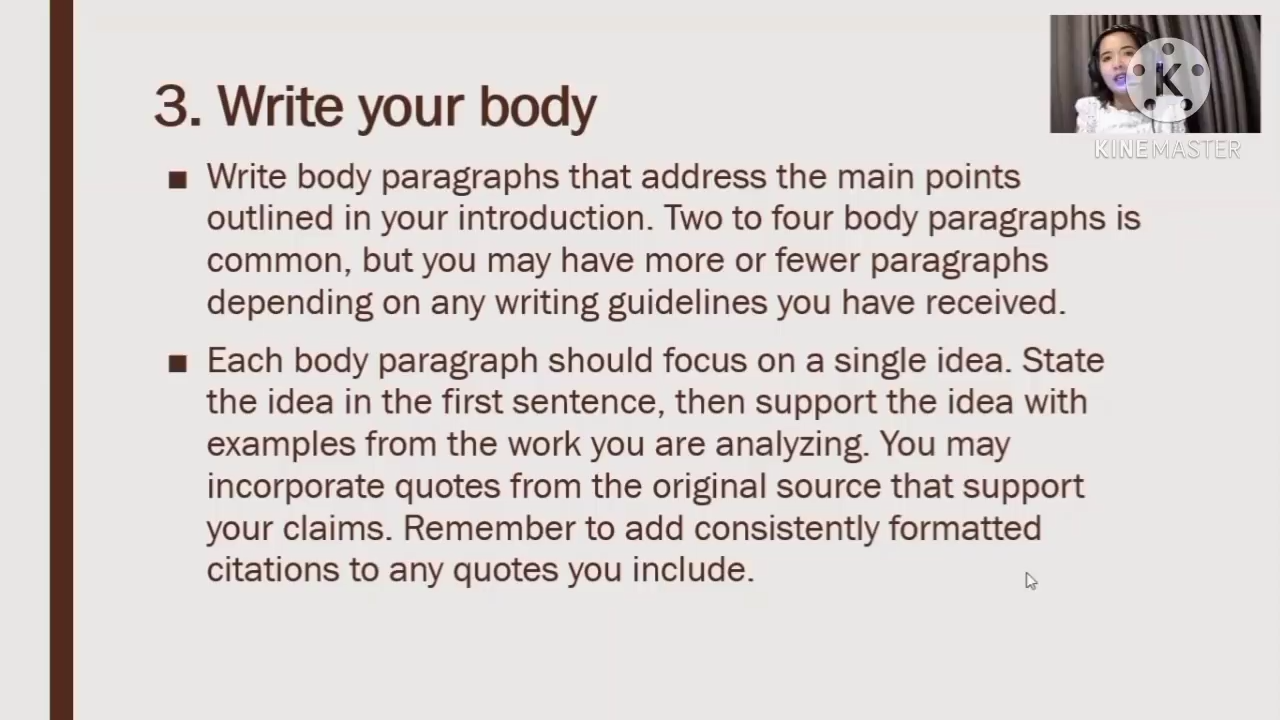 3. Write your body
K
KINEMASTER
■ Write body paragraphs that address the main points
outlined in your introduction. Two to four body paragraphs is
common, but you may have more or fewer paragraphs
depending on any writing guidelines you have received.
■ Each body paragraph should focus on a single idea. State
the idea in the first sentence, then support the idea with
examples from the work you are analyzing. You may
incorporate quotes from the original source that support
your claims. Remember to add consistently formatted
citations to any quotes you include.